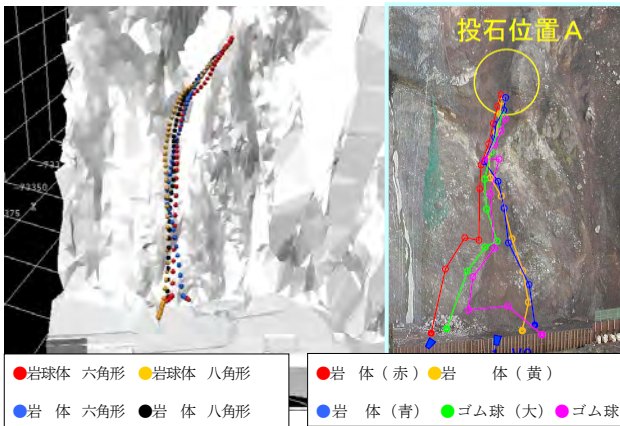 投石位置A
-73350
375
●岩球体 六角形 ●岩球体 八角形
●岩 体 六角形 ●岩 体 八角形
●岩 体(赤) ●岩 体(黄)
●岩 体(青) ●ゴム球(大) ●ゴム球